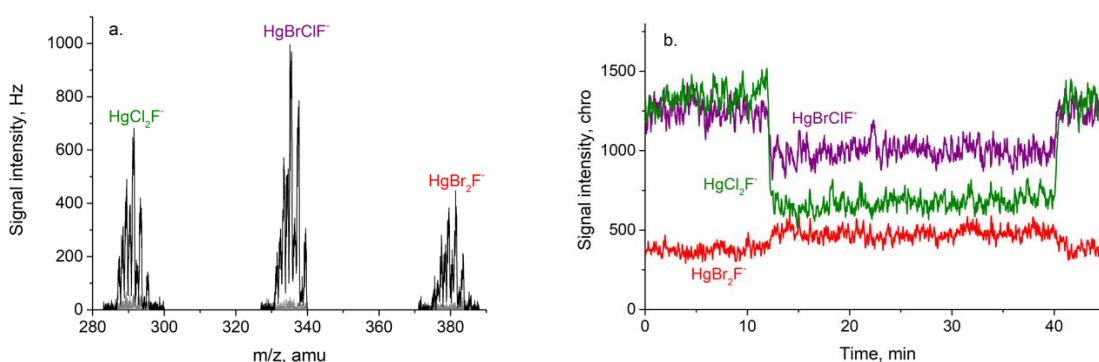 a.
HgBrClF⁻
HgCl₂F⁻
HgBr₂F⁻
Signal intensity, Hz
1000
800
600
400
200
0
280
300
320
340
360
380
m/z, amu
b.
HgBrClF⁻
HgCl₂F⁻
HgBr₂F⁻
Signal intensity, chro
1500
1000
500
0
0
10
20
30
40
Time, min